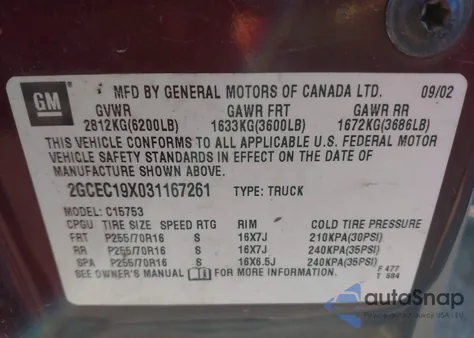 GM
MFD BY GENERAL MOTORS OF CANADA LTD. 09/02
GVWR GAWR FRT GAWR RR
2812KG(6200LB) 1633KG(3600LB) 1672KG(3686LB)
THIS VEHICLE CONFORMS TO ALL APPLICABLE U.S. FEDERAL MOTOR
VEHICLE SAFETY STANDARDS IN EFFECT ON THE DATE OF
MANUFACTURE SHOWN ABOVE.
2GCEC19X031167261 TYPE: TRUCK
MODEL: C15753
CPGU TIRE SIZE SPEED RTG RIM COLD TIRE PRESSURE
FRT P255/70R16 S 16X7J 210KPA(30PSI)
RR P255/70R16 S 16X7J 240KPA(35PSI)
SPA P255/70R16 S 16X6.5J 240KPA(35PSI)
SEE OWNER'S MANUAL FOR MORE INFORMATION.
F 477
T 584
autoSnap